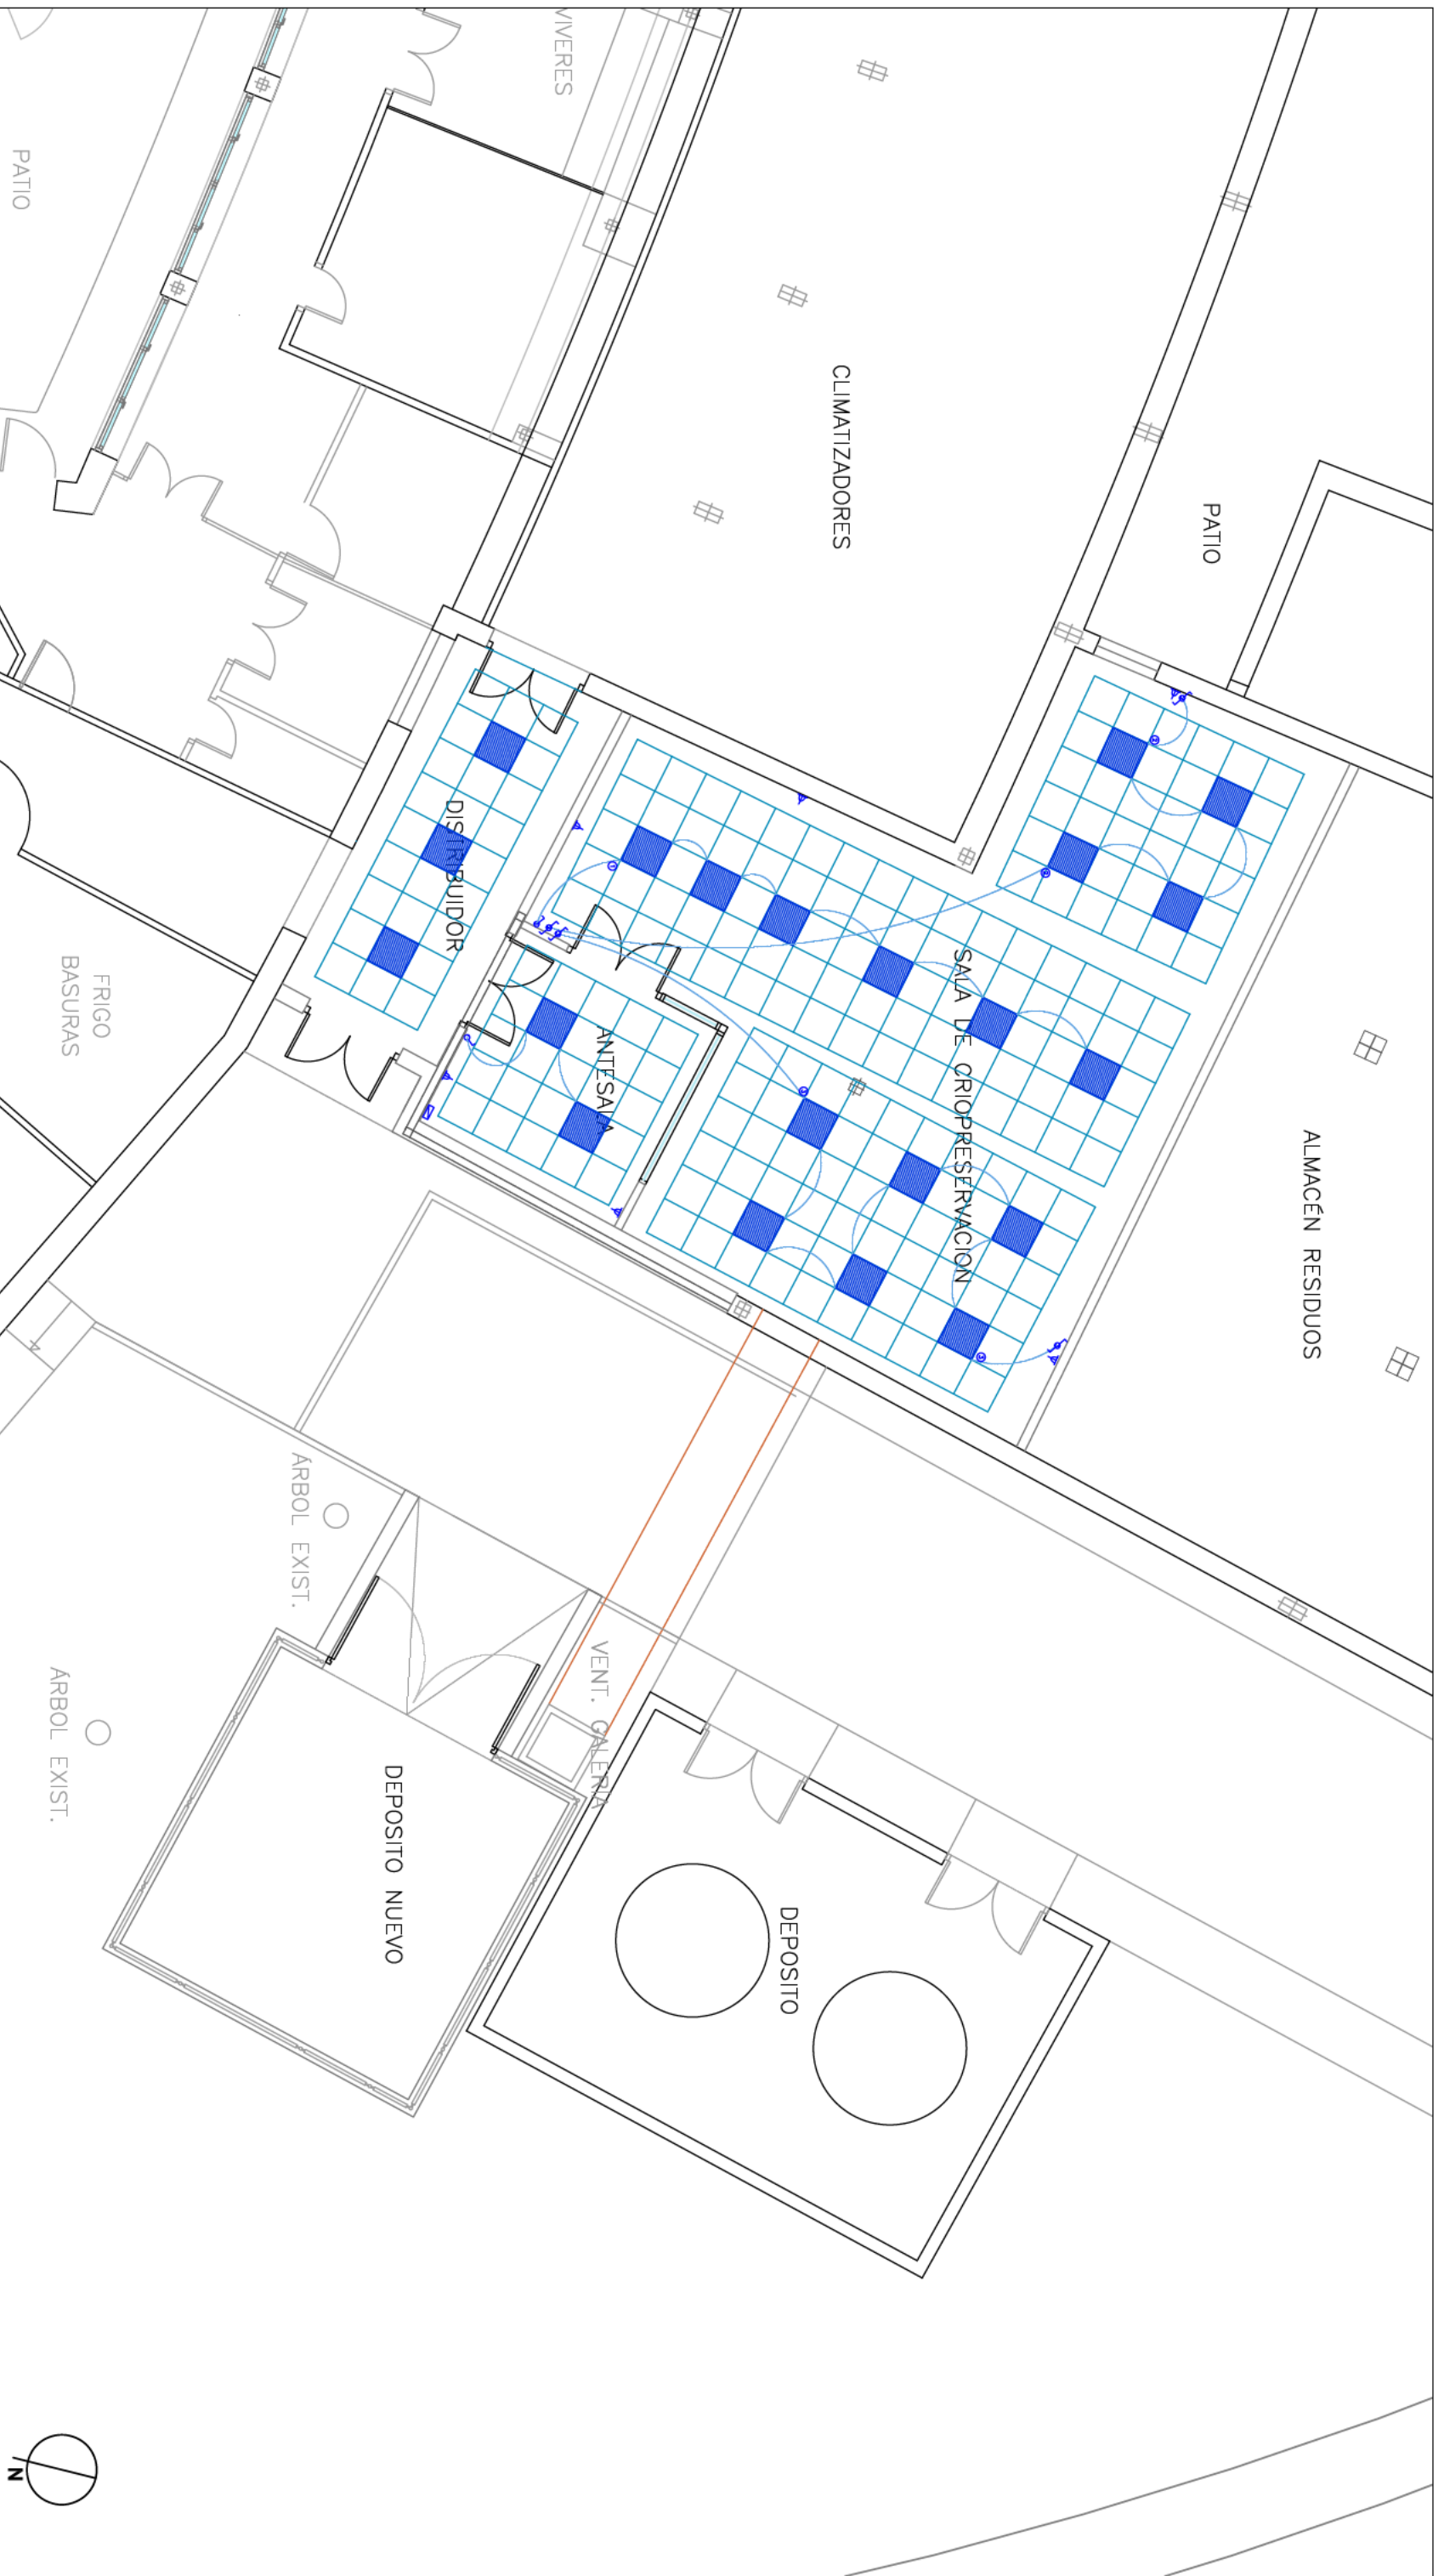 VIVERES
PATIO
CLIMATIZADORES
PATIO
DISTRIBUIDOR
SALA DE CRIOPRESERVACION
ANTESALA
FRIGO
BASURAS
ALMACÉN RESIDUOS
ÁRBOL EXIST.
ÁRBOL EXIST.
VENT. GALERIA
DEPOSITO NUEVO
DEPOSITO
N